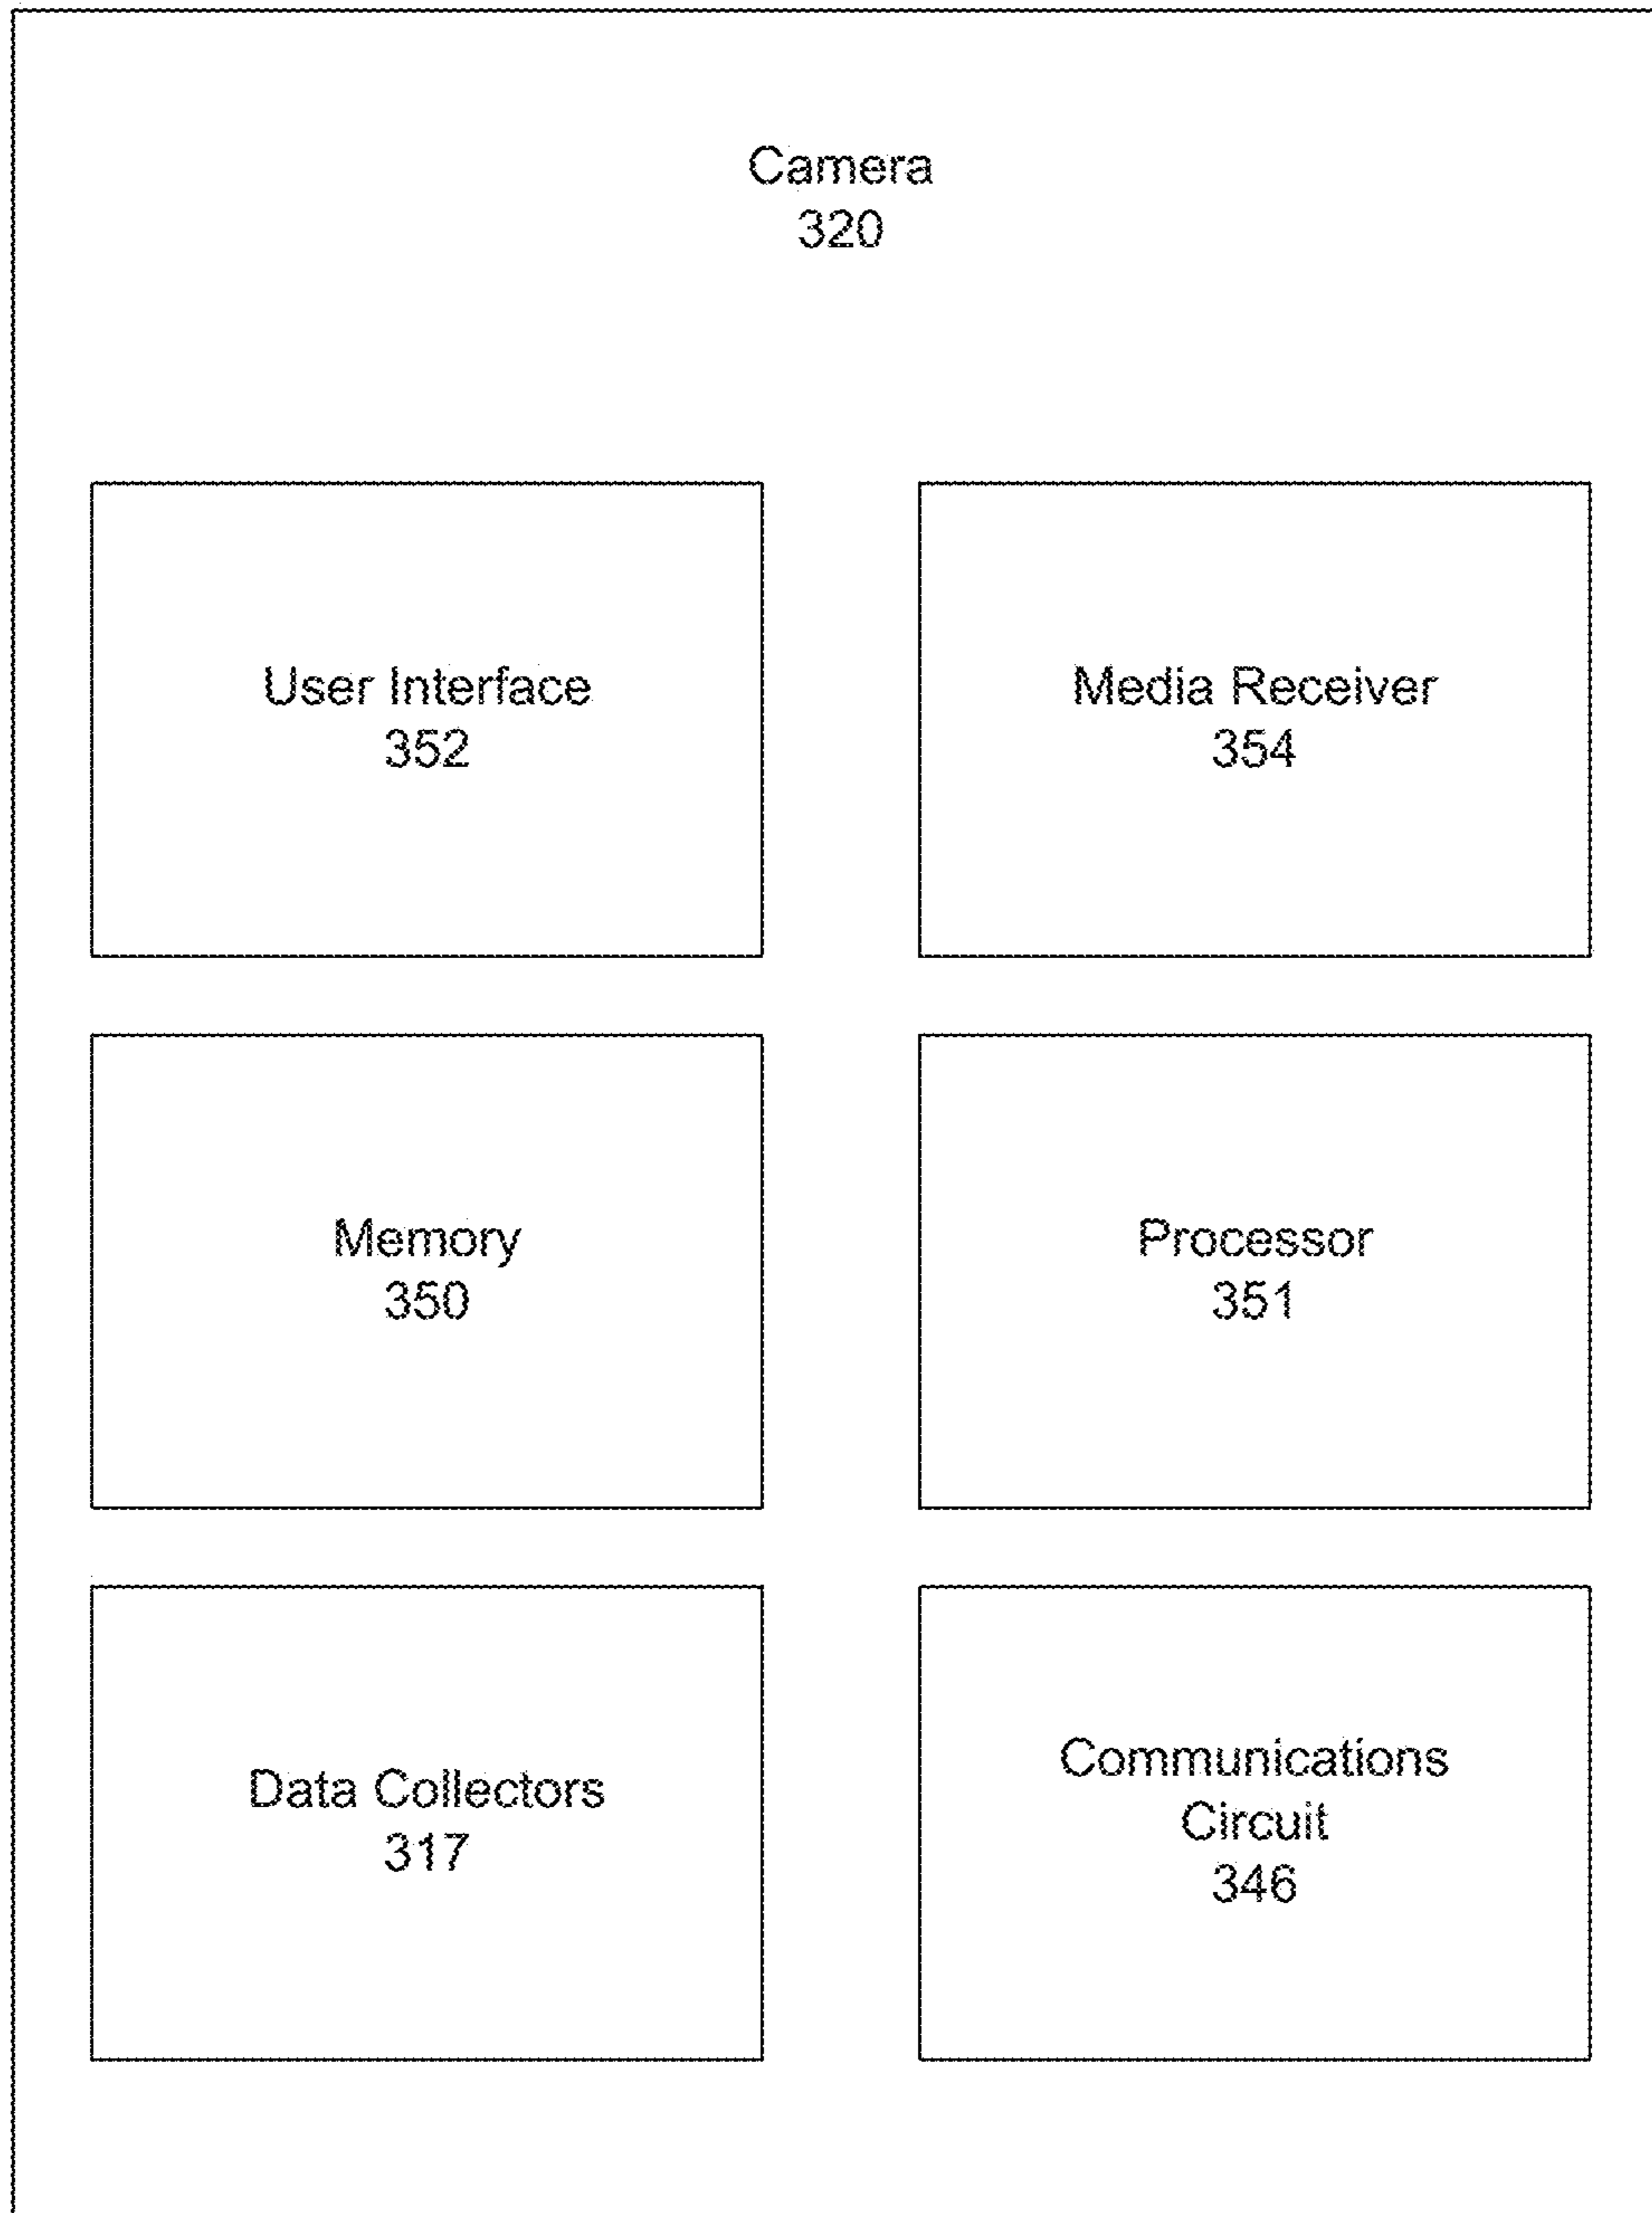 Camera
320
User Interface
352
Media Receiver
354
Memory
350
Processor
351
Data Collectors
317
Communications
Circuit
346